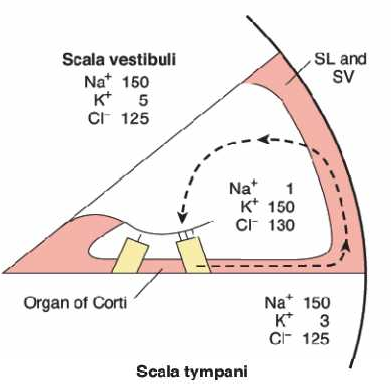 Scala vestibuli
Na⁺ 150
K⁺ 5
Cl⁻ 125
SL and
SV
Na⁺ 1
K⁺ 150
Cl⁻ 130
Organ of Corti
Na⁺ 150
K⁺ 3
Cl⁻ 125
Scala tympani